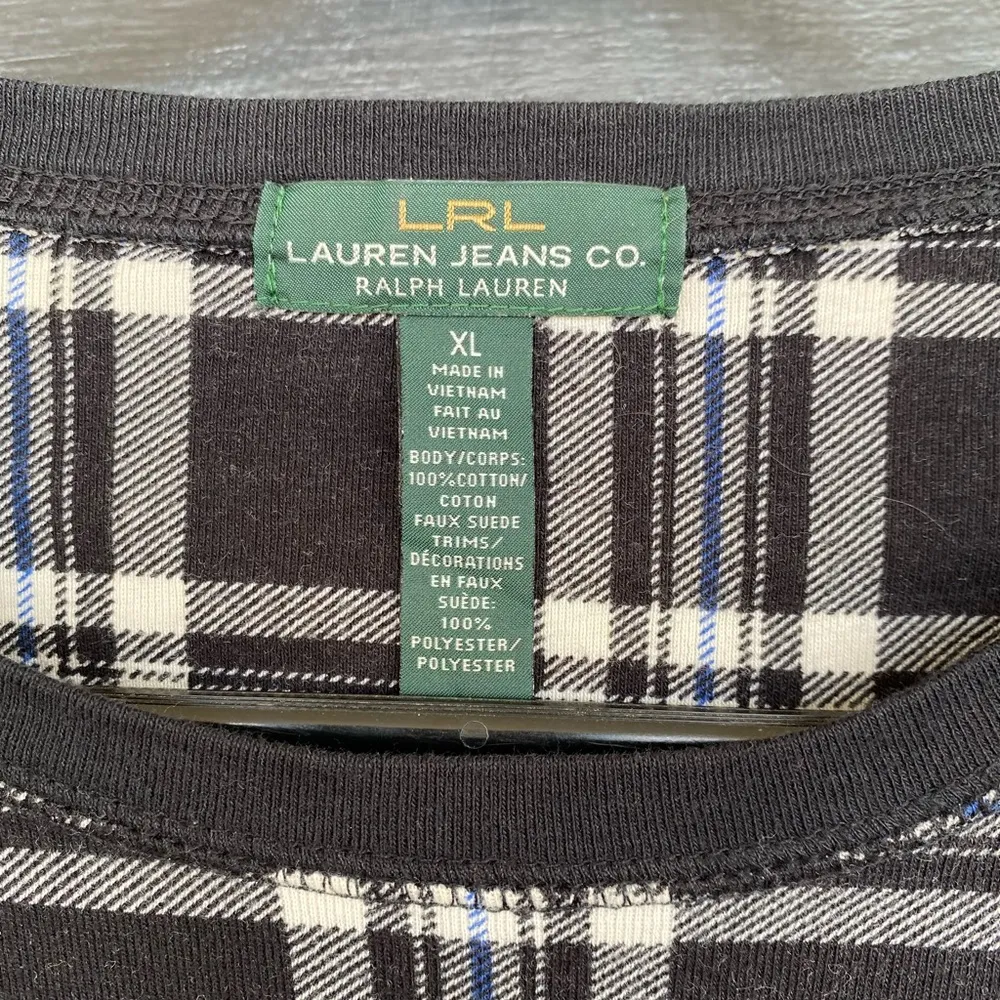 LRL
LAUREN JEANS CO.
RALPH LAUREN
XL
MADE IN
VIETNAM
FAIT AU
VIETNAM
BODY/CORPS:
100%COTTON/
COTON
FAUX SUEDE
TRIMS/
DÉCORATIONS
EN FAUX
SUÈDE:
100%
POLYESTER/
POLYESTER